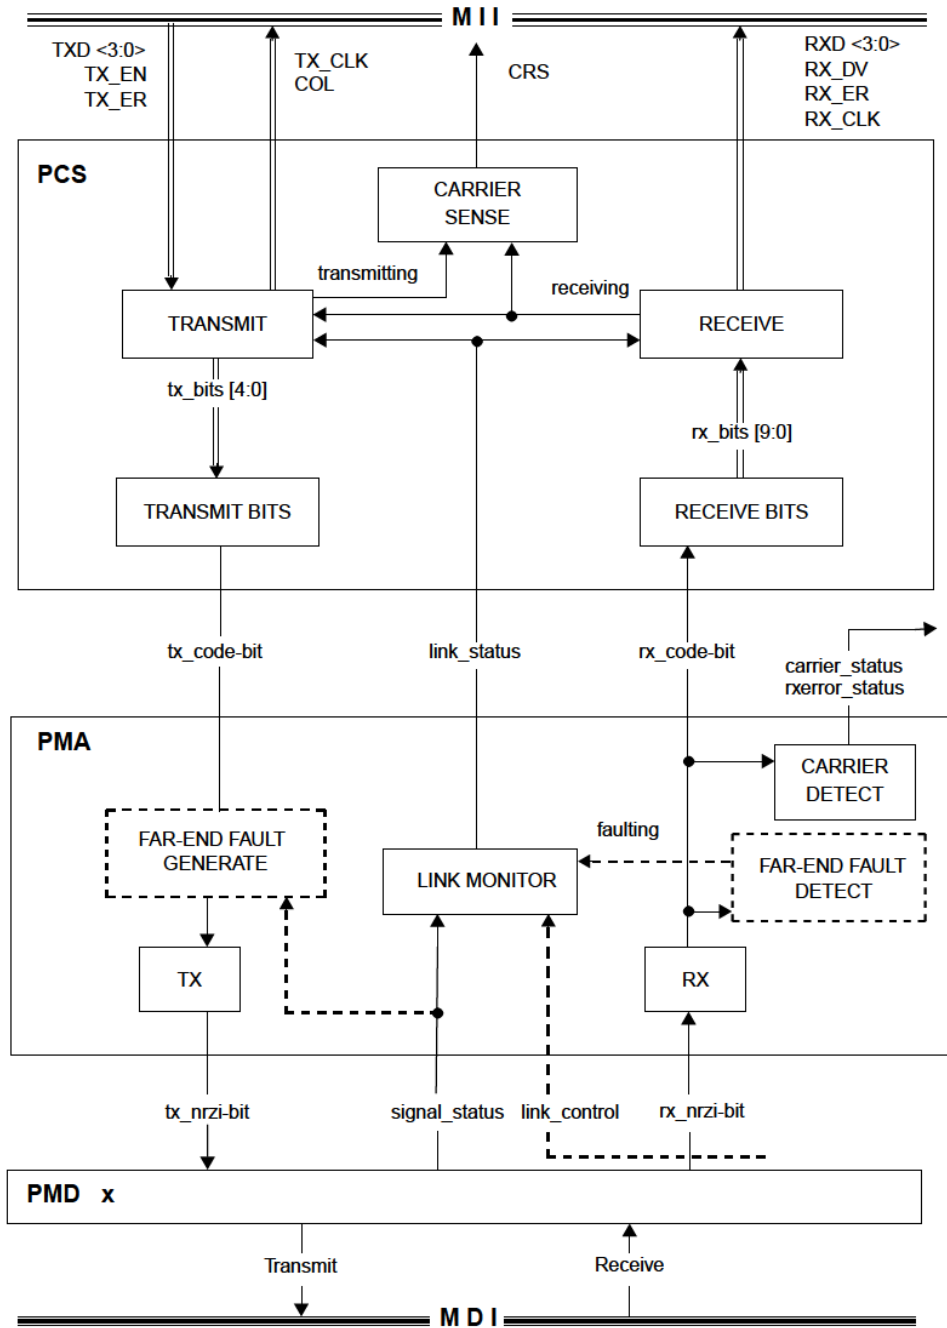 MII
TXD <3:0>
TX_EN
TX_ER
TX_CLK
COL
CRS
RXD <3:0>
RX_DV
RX_ER
RX_CLK
PCS
CARRIER
SENSE
transmitting
receiving
TRANSMIT
RECEIVE
tx_bits [4:0]
rx_bits [9:0]
TRANSMIT BITS
RECEIVE BITS
tx_code-bit
link_status
rx_code-bit
carrier_status
rxerror_status
PMA
CARRIER
DETECT
FAR-END FAULT
GENERATE
faulting
LINK MONITOR
FAR-END FAULT
DETECT
TX
RX
tx_nrzi-bit
signal_status
link_control
rx_nrzi-bit
PMD x
Transmit
Receive
MDI